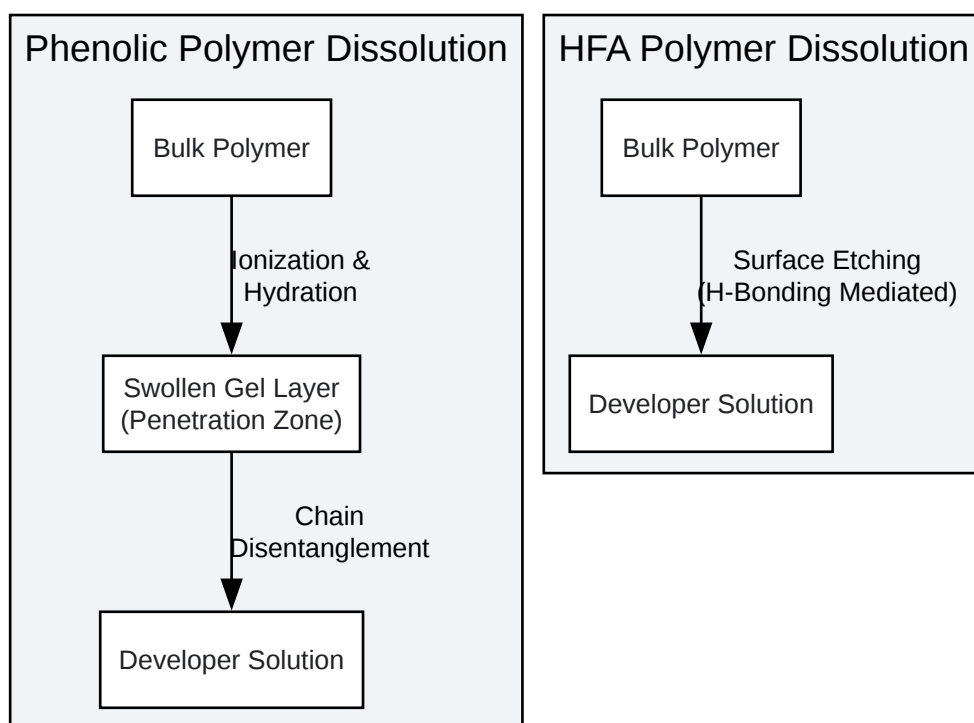 Phenolic Polymer Dissolution
Bulk Polymer
Ionization &
Hydration
Swollen Gel Layer
(Penetration Zone)
Chain
Disentanglement
Developer Solution
HFA Polymer Dissolution
Bulk Polymer
Surface Etching
(H-Bonding Mediated)
Developer Solution